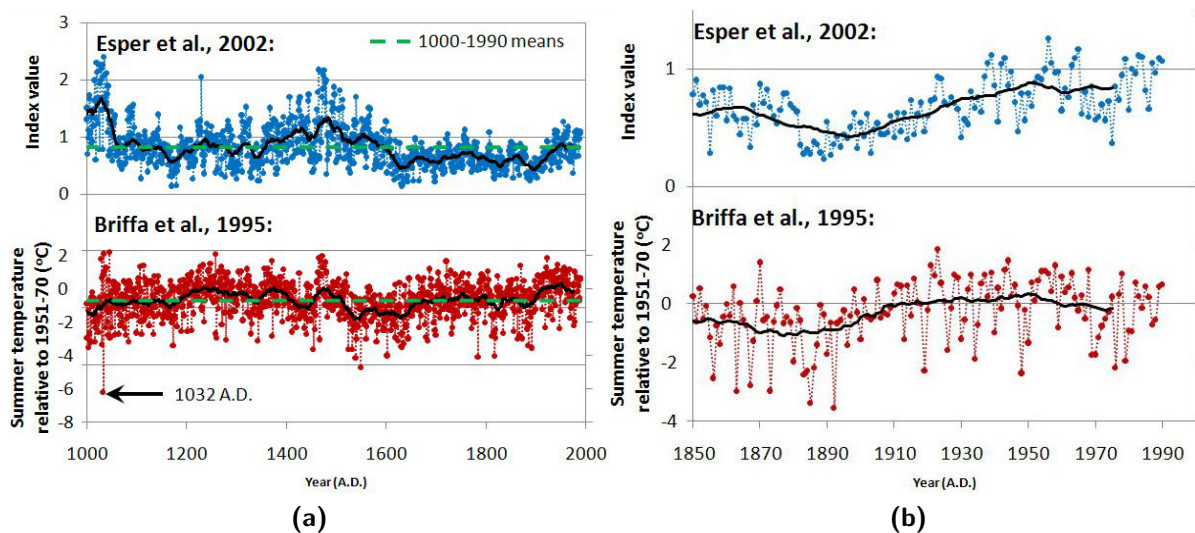 Esper et al., 2002:
1000-1990 means
Index value
3
2
1
0
Briffa et al., 1995:
Summer temperature
relative to 1951-70 (°C)
2
0
-2
-4
-6
-8
1032 A.D.
1000 1200 1400 1600 1800 2000
Year (A.D.)
(a)
Esper et al., 2002:
Index value
1
0
Briffa et al., 1995:
Summer temperature
relative to 1951-70 (°C)
2
0
-2
-4
1850 1870 1890 1910 1930 1950 1970 1990
Year (A.D.)
(b)